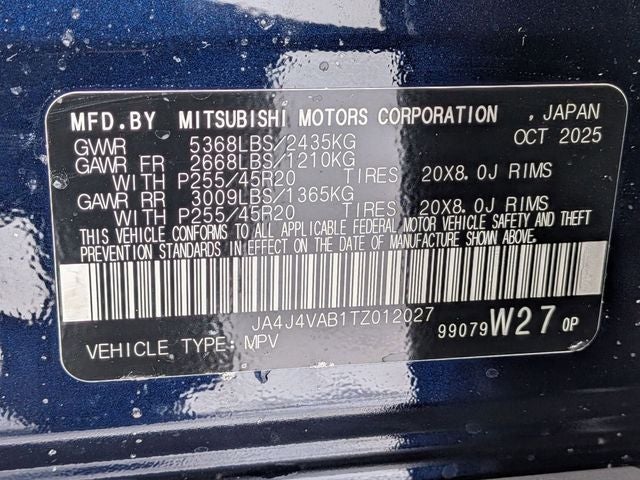 MFD.BY MITSUBISHI MOTORS CORPORATION , JAPAN
GVWR 5368LBS/2435KG OCT 2025
GAWR FR 2668LBS/1210KG
WITH P255/45R20 TIRES 20X8.0J RIMS
GAWR RR 3009LBS/1365KG
WITH P255/45R20 TIRES 20X8.0J RIMS
THIS VEHICLE CONFORMS TO ALL APPLICABLE FEDERAL MOTOR VEHICLE SAFETY AND THEFT
PREVENTION STANDARDS IN EFFECT ON THE DATE OF MANUFACTURE SHOWN ABOVE.
JA4J4VAB1TZ012027
99079W27 0P
VEHICLE TYPE: MPV